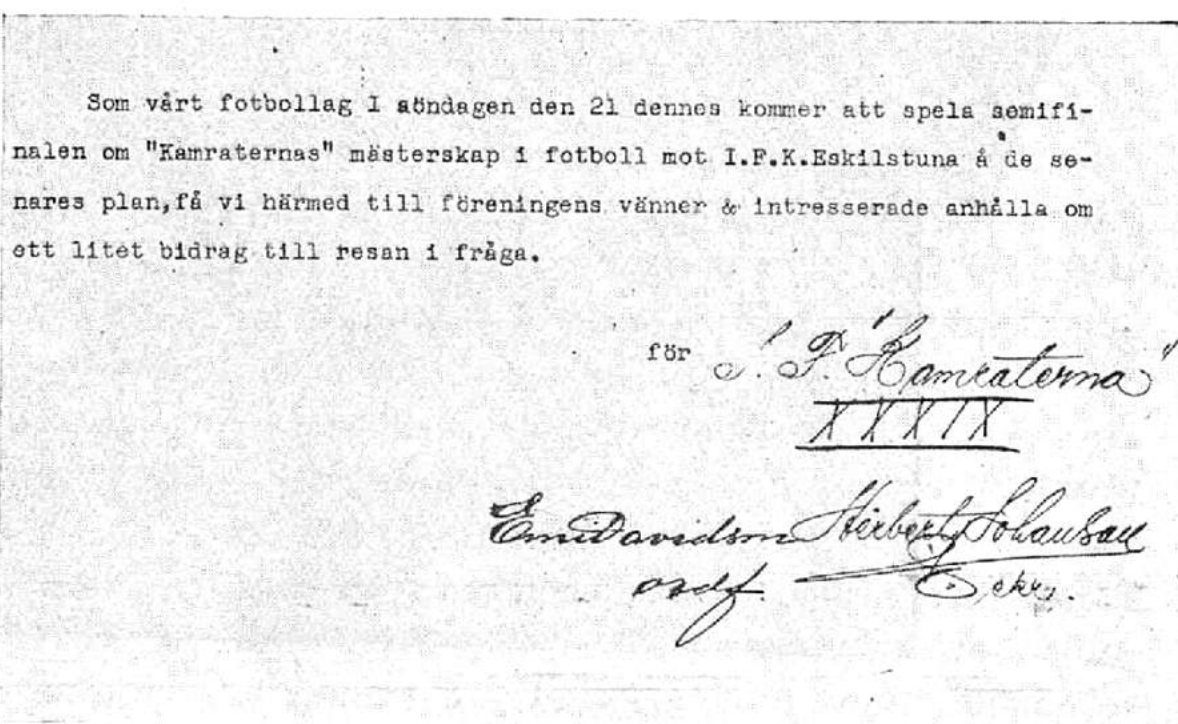 Som vårt fotbollag I söndagen den 21 dennes kommer att spela semifi-
nalen om "Kamraternas" mästerskap i fotboll mot I.F.K.Eskilstuna å de se-
nares plan,få vi härmed till föreningens vänner & intresserade anhålla om
ett litet bidrag till resan i fråga.
för I. F. "Kamraterna"
XXXIX
Emil Davidson Herbert Johansson
ordf. Sekr.